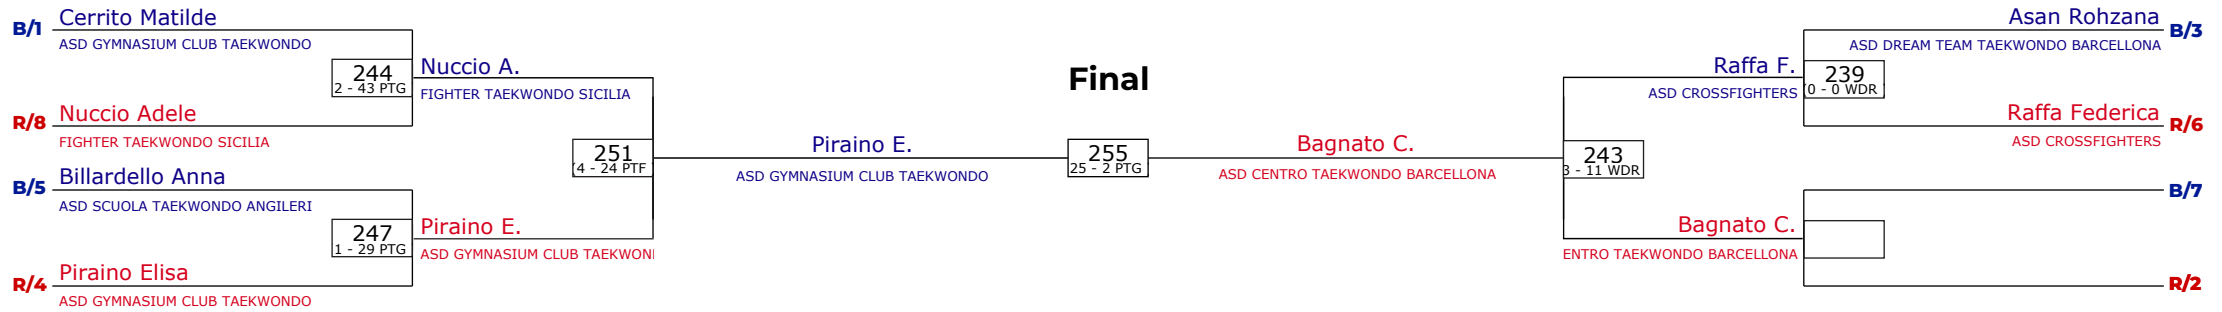 B/1
Cerrito Matilde
ASD GYMNASIUM CLUB TAEKWONDO
244
2 - 43 PTG
R/8
Nuccio Adele
FIGHTER TAEKWONDO SICILIA
B/5
Billardello Anna
ASD SCUOLA TAEKWONDO ANGILERI
247
1 - 29 PTG
R/4
Piraino Elisa
ASD GYMNASIUM CLUB TAEKWONDO
Nuccio A.
FIGHTER TAEKWONDO SICILIA
251
4 - 24 PTF
Piraino E.
ASD GYMNASIUM CLUB TAEKWON
Final
Piraino E.
ASD GYMNASIUM CLUB TAEKWONDO
255
25 - 2 PTG
Bagnato C.
ASD CENTRO TAEKWONDO BARCELLONA
Raffa F.
ASD CROSSFIGHTERS
243
3 - 11 WDR
Bagnato C.
ENTRO TAEKWONDO BARCELLONA
Asan Rohzana
B/3
ASD DREAM TEAM TAEKWONDO BARCELLONA
239
0 - 0 WDR
Raffa Federica
R/6
ASD CROSSFIGHTERS
B/7
R/2